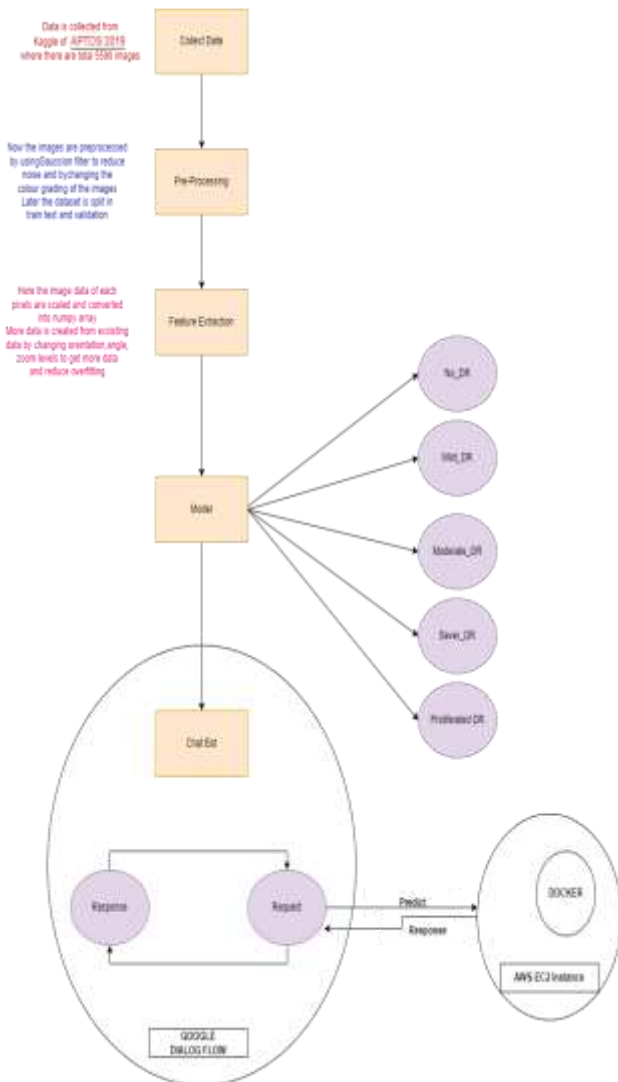 Data is collected from
Kaggle of APTOS 2019
where there are total 5590 images
Collect Data
Now the images are preprocessed
by usingGaussian filter to reduce
noise and bychanging the
colour grading of the images
Later the dataset is split in
train test and validation
Pre-Processing
Here the image data of each
pixels are scaled and converted
into numpy array
More data is created from
data by changing orientation,angle,
zoom levels to get more data
and reduce overfitting
Feature Extraction
No_DR
Mild_DR
Model
Moderate_DR
Sever_DR
Proliferated DR
Chat Bot
Response
Request
Predict
Response
DOCKER
AWS EC2 Instance
GOOGLE
DIALOG FLOW